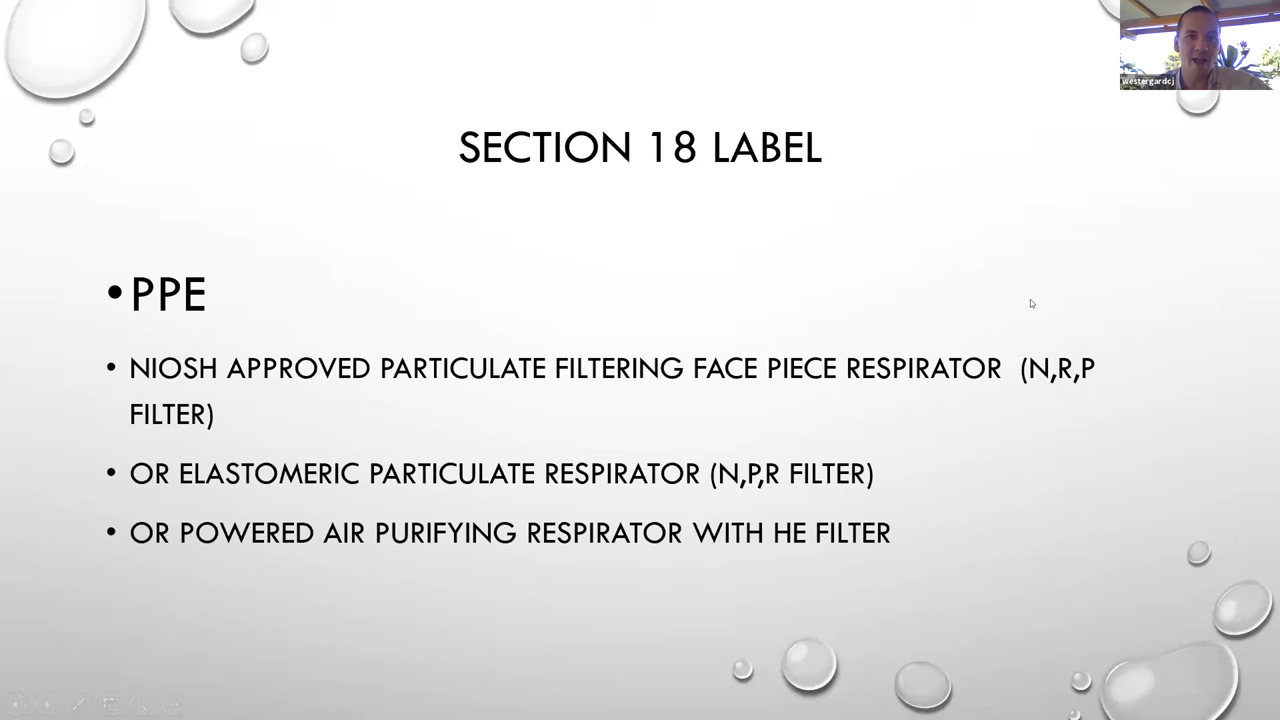 westergardcj
SECTION 18 LABEL
•PPE
• NIOSH APPROVED PARTICULATE FILTERING FACE PIECE RESPIRATOR (N,R,P
FILTER)
• OR ELASTOMERIC PARTICULATE RESPIRATOR (N,P,R FILTER)
• OR POWERED AIR PURIFYING RESPIRATOR WITH HE FILTER